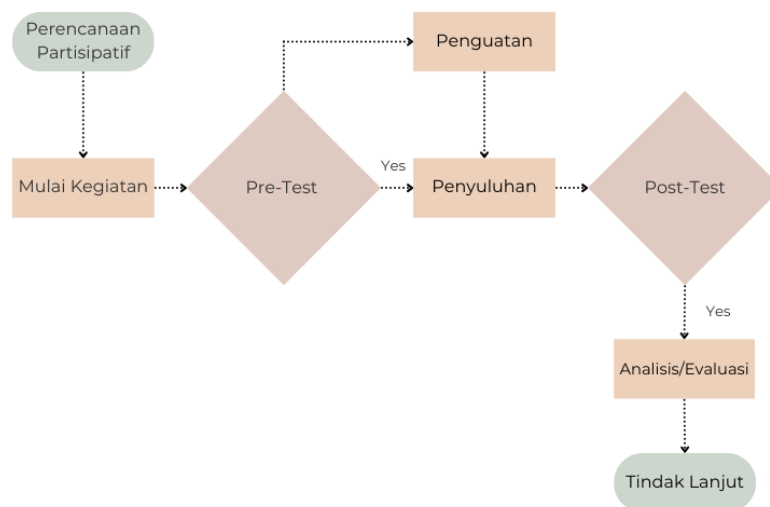 Perencanaan
Partisipatif
Penguatan
Mulai Kegiatan
Pre-Test
Yes
Penyuluhan
Post-Test
Yes
Analisis/Evaluasi
Tindak Lanjut